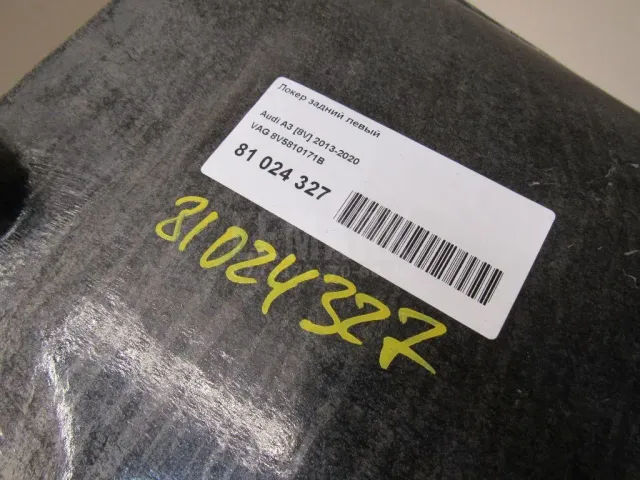 Локер задний левый
Audi A3 [8V] 2013-2020
VAG 8V5810171B
81 024 327
81024327